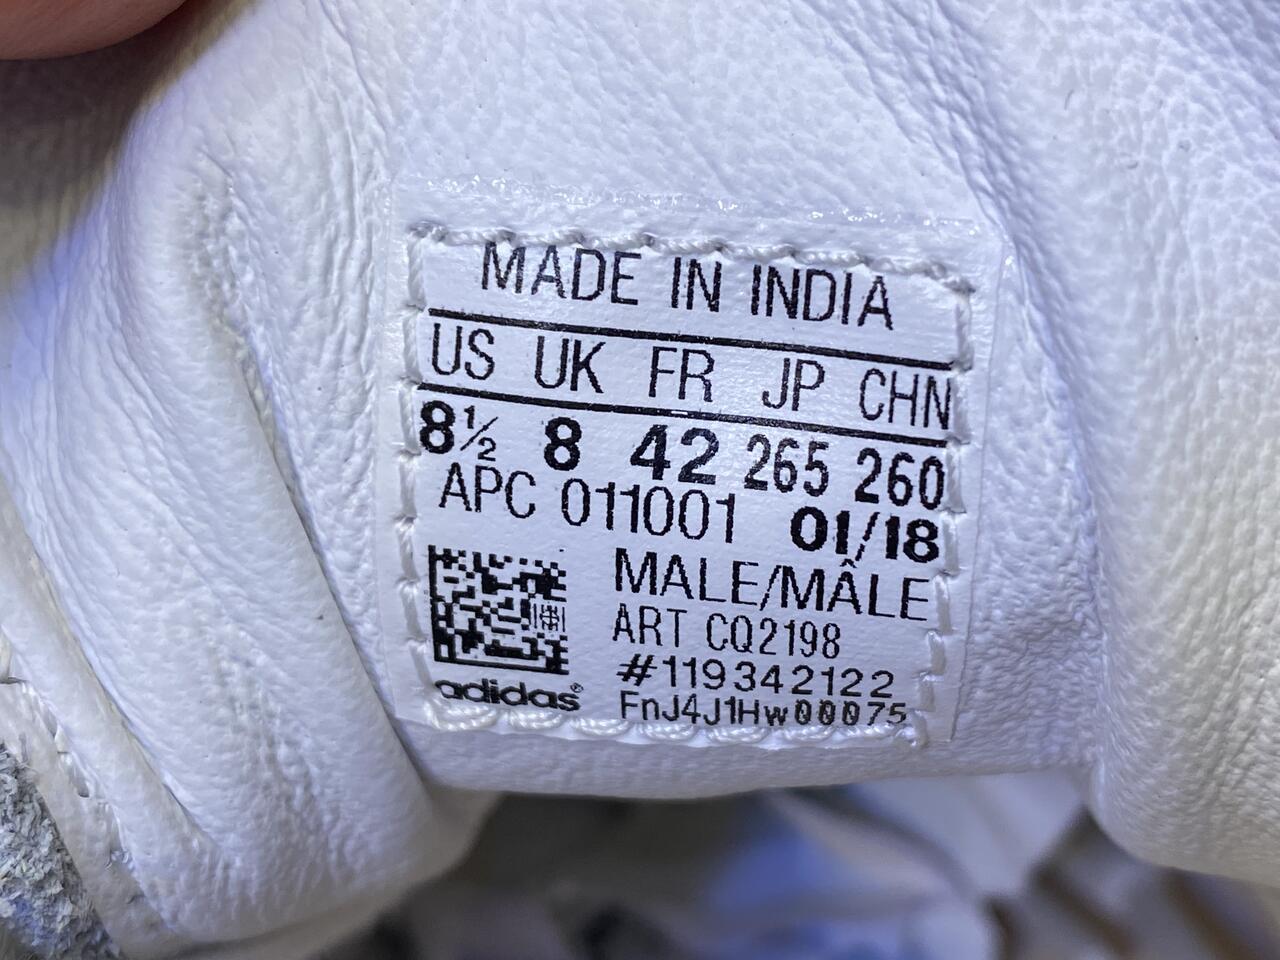 MADE IN INDIA
US UK FR JP CHN
8½ 8 42 265 260
APC 011001 01/18
MALE/MÂLE
ART CQ2198
#119342122
FnJ4J1Hw00075
adidas®